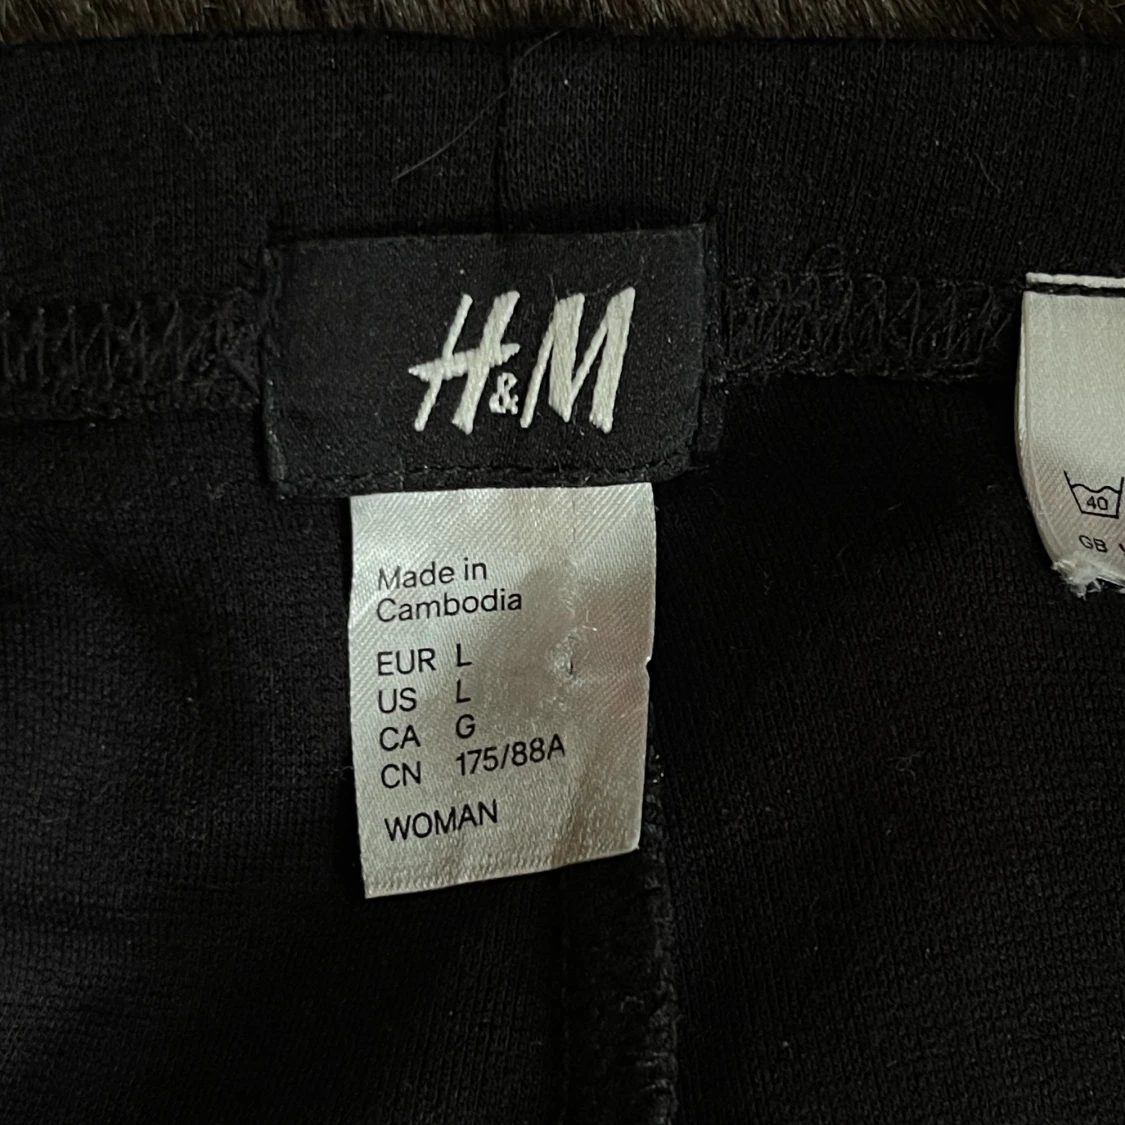 H&M
Made in
Cambodia
EUR L
US L
CA G
CN 175/88A
WOMAN
40
GB